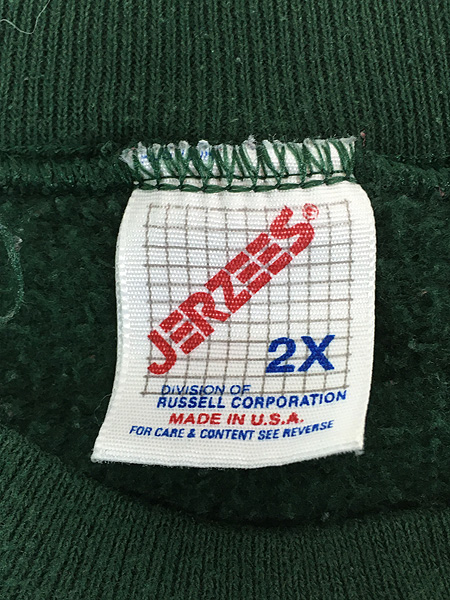 JERZEES®
2X
DIVISION OF
RUSSELL CORPORATION
MADE IN U.S.A.
FOR CARE & CONTENT SEE REVERSE